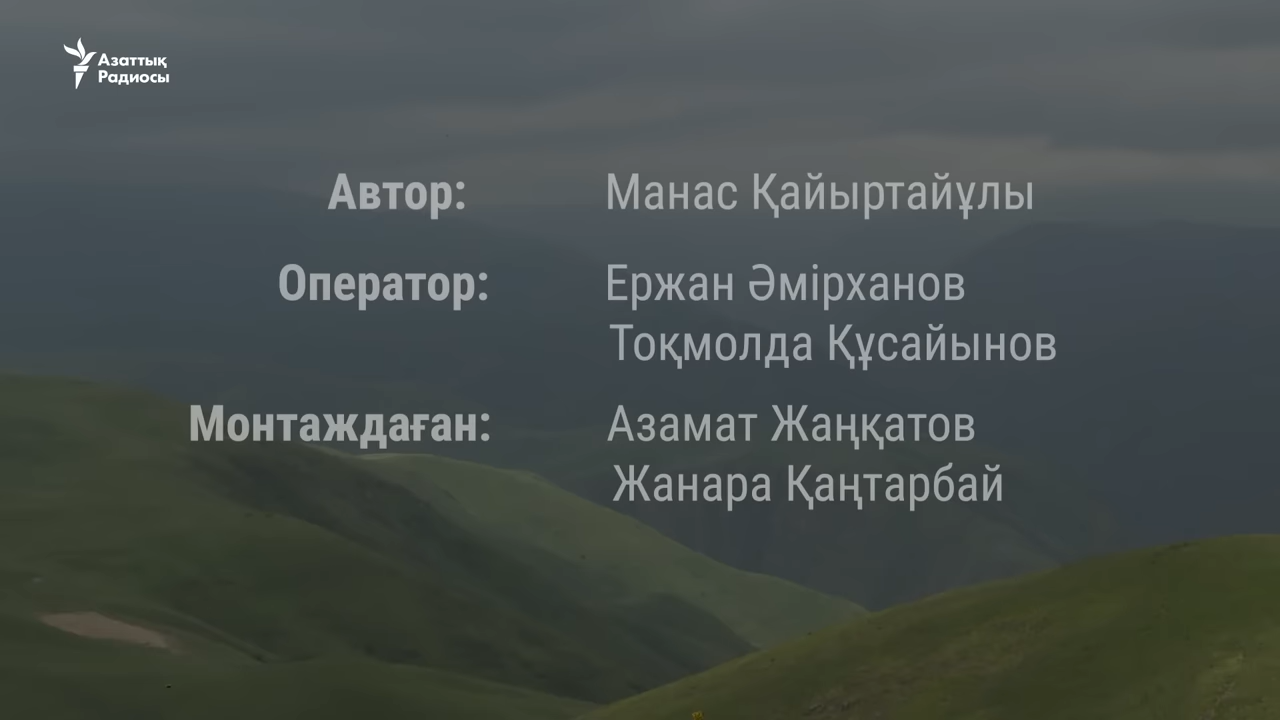 Азаттық
Радиосы
Автор: Манас Қайыртайұлы
Оператор: Ержан Әмірханов
Тоқмолда Құсайынов
Монтаждаған: Азамат Жаңқатов
Жанара Қаңтарбай